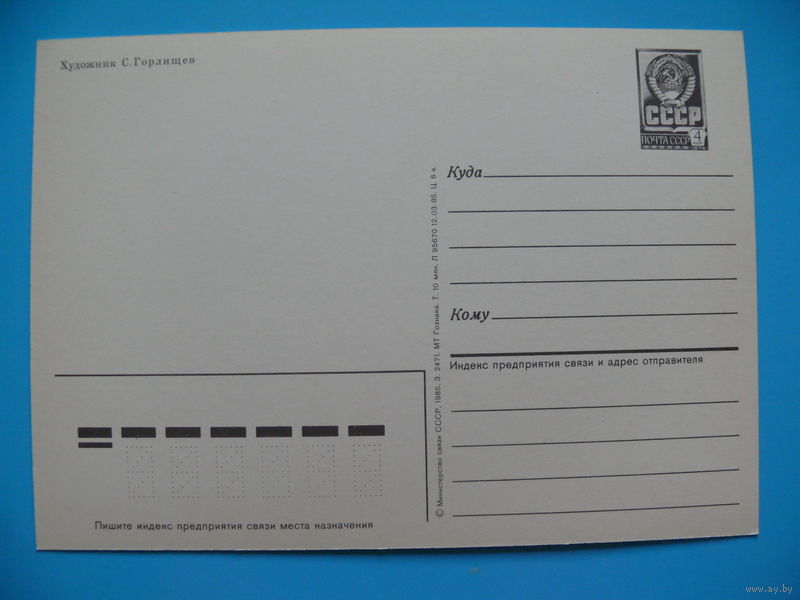 Художник С. Горлищев
СССР
ПОЧТА СССР 4
Куда
Кому
Индекс предприятия связи и адрес отправителя
© Министерство связи СССР, 1985. З. 2471. МТ Гознака. Т. 10 млн. Л 95670 12.03.85. Ц. 6 к.
Пишите индекс предприятия связи места назначения
www.ay.by